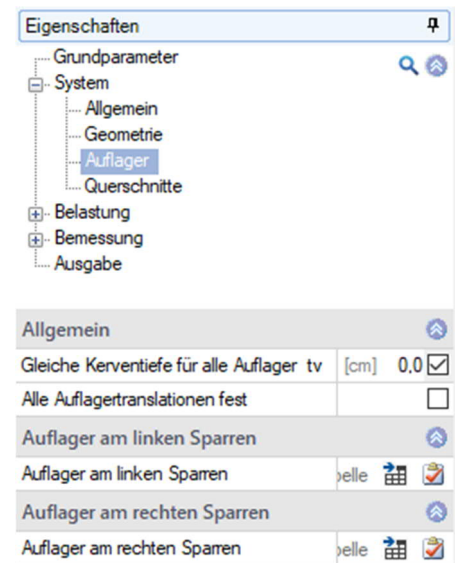 Eigenschaften
Grundparameter
System
Allgemein
Geometrie
Auflager
Querschnitte
Belastung
Bemessung
Ausgabe
Allgemein
Gleiche Kerventiefe für alle Auflager tv [cm] 0,0
Alle Auflagertranslationen fest
Auflager am linken Sparren
Auflager am linken Sparren elle
Auflager am rechten Sparren
Auflager am rechten Sparren elle